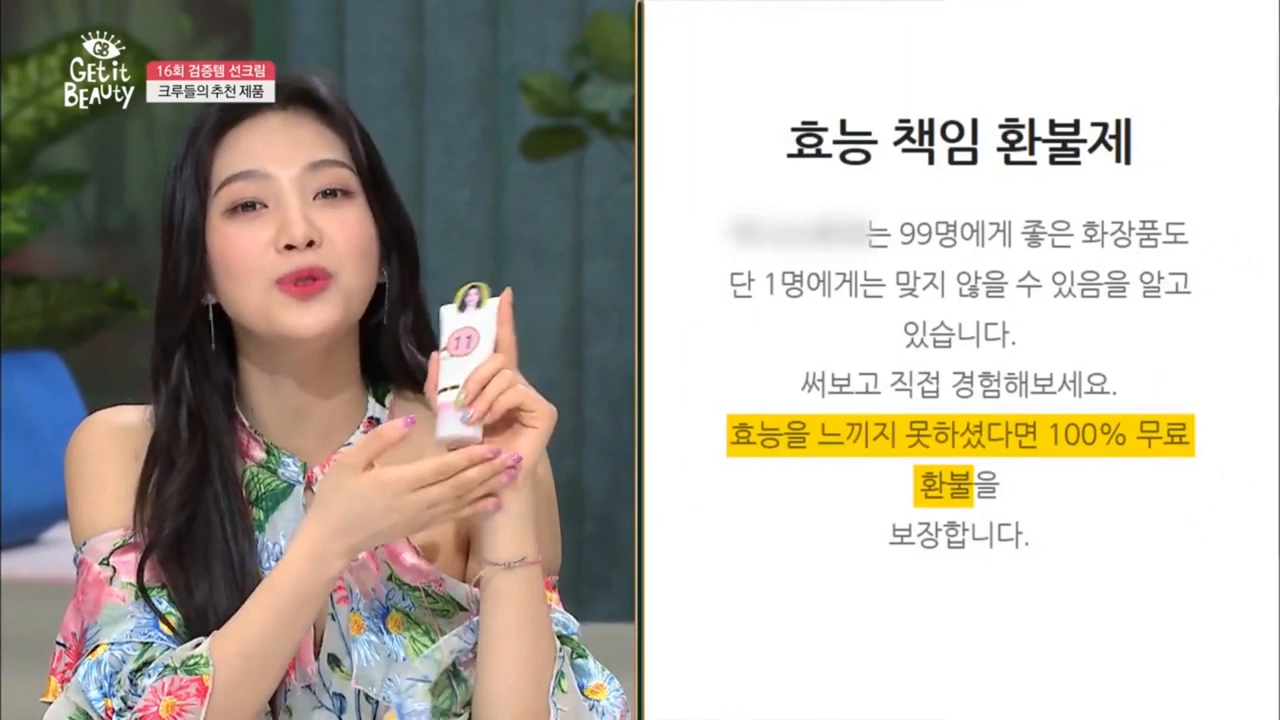 GB
Get it
BEAUty
16회 검증템 선크림
크루들의 추천 제품
11
효능 책임 환불제
는 99명에게 좋은 화장품도
단 1명에게는 맞지 않을 수 있음을 알고
있습니다.
써보고 직접 경험해보세요.
효능을 느끼지 못하셨다면 100% 무료
환불을
보장합니다.